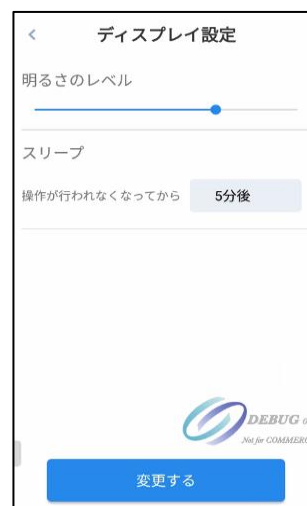 ディスプレイ設定
明るさのレベル
スリープ
操作が行われなくなってから 5分後
DEBUG
Not for
変更する